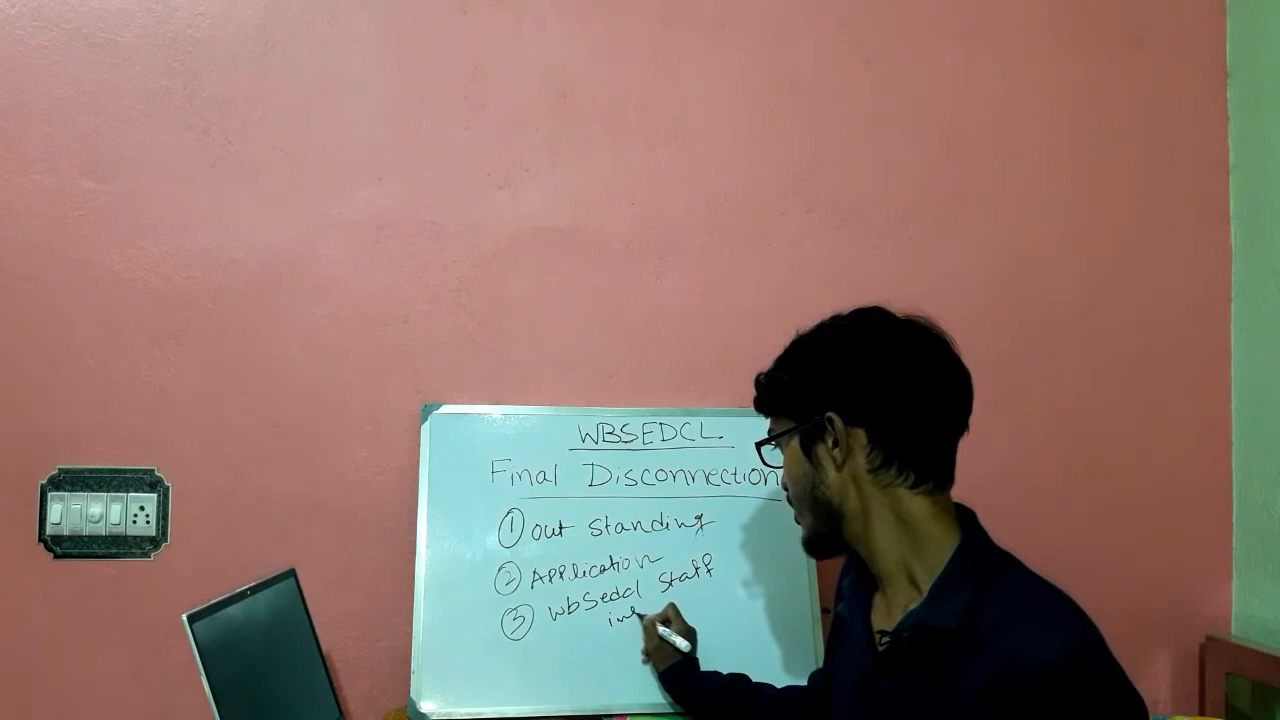 WBSEDCL
Final Disconnection
① out standing
② Application
③ wbsedcl staff